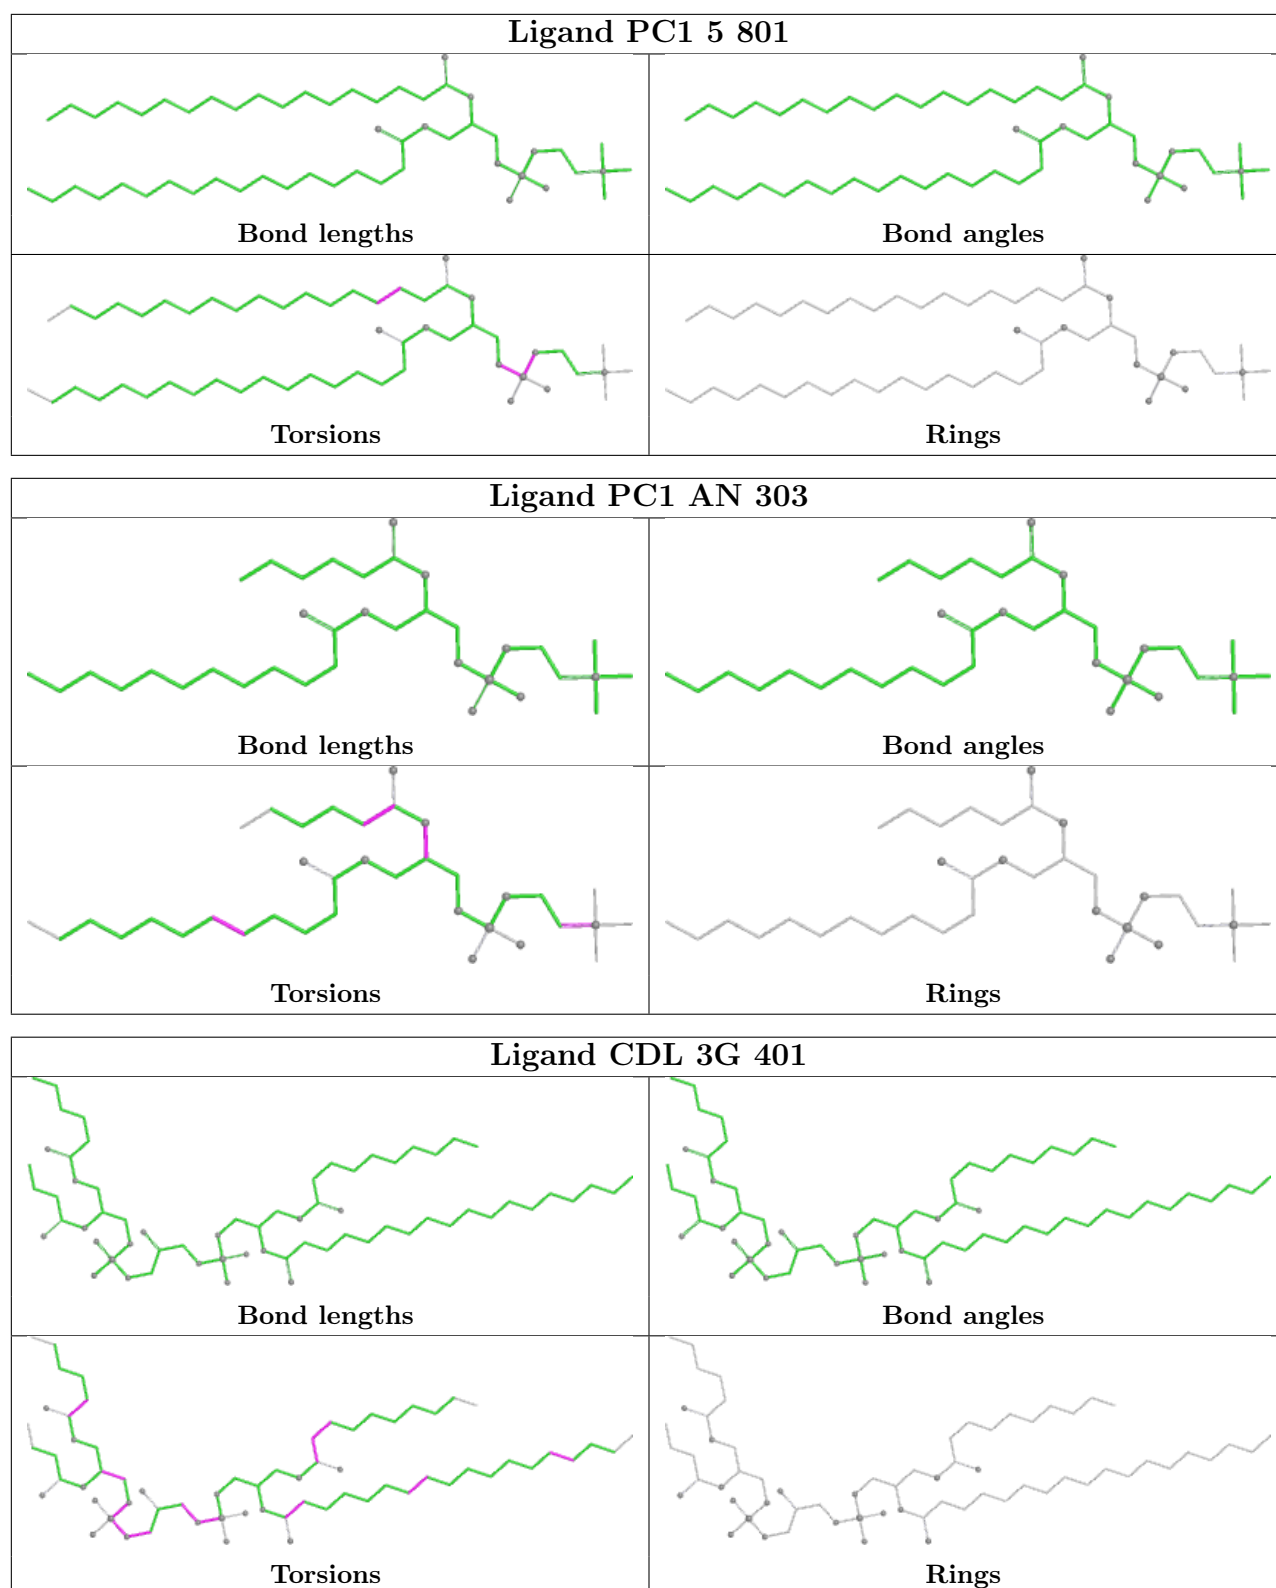 Ligand PC1 5 801
Bond lengths
Bond angles
Torsions
Rings
Ligand PC1 AN 303
Bond lengths
Bond angles
Torsions
Rings
Ligand CDL 3G 401
Bond lengths
Bond angles
Torsions
Rings